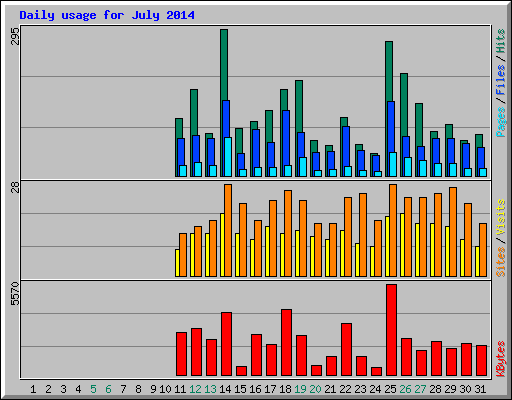 Daily usage for July 2014
295
28
5570
Pages / Files / Hits
Sites / Visits
KBytes
1 2 3 4 5 6 7 8 9 10 11 12 13 14 15 16 17 18 19 20 21 22 23 24 25 26 27 28 29 30 31